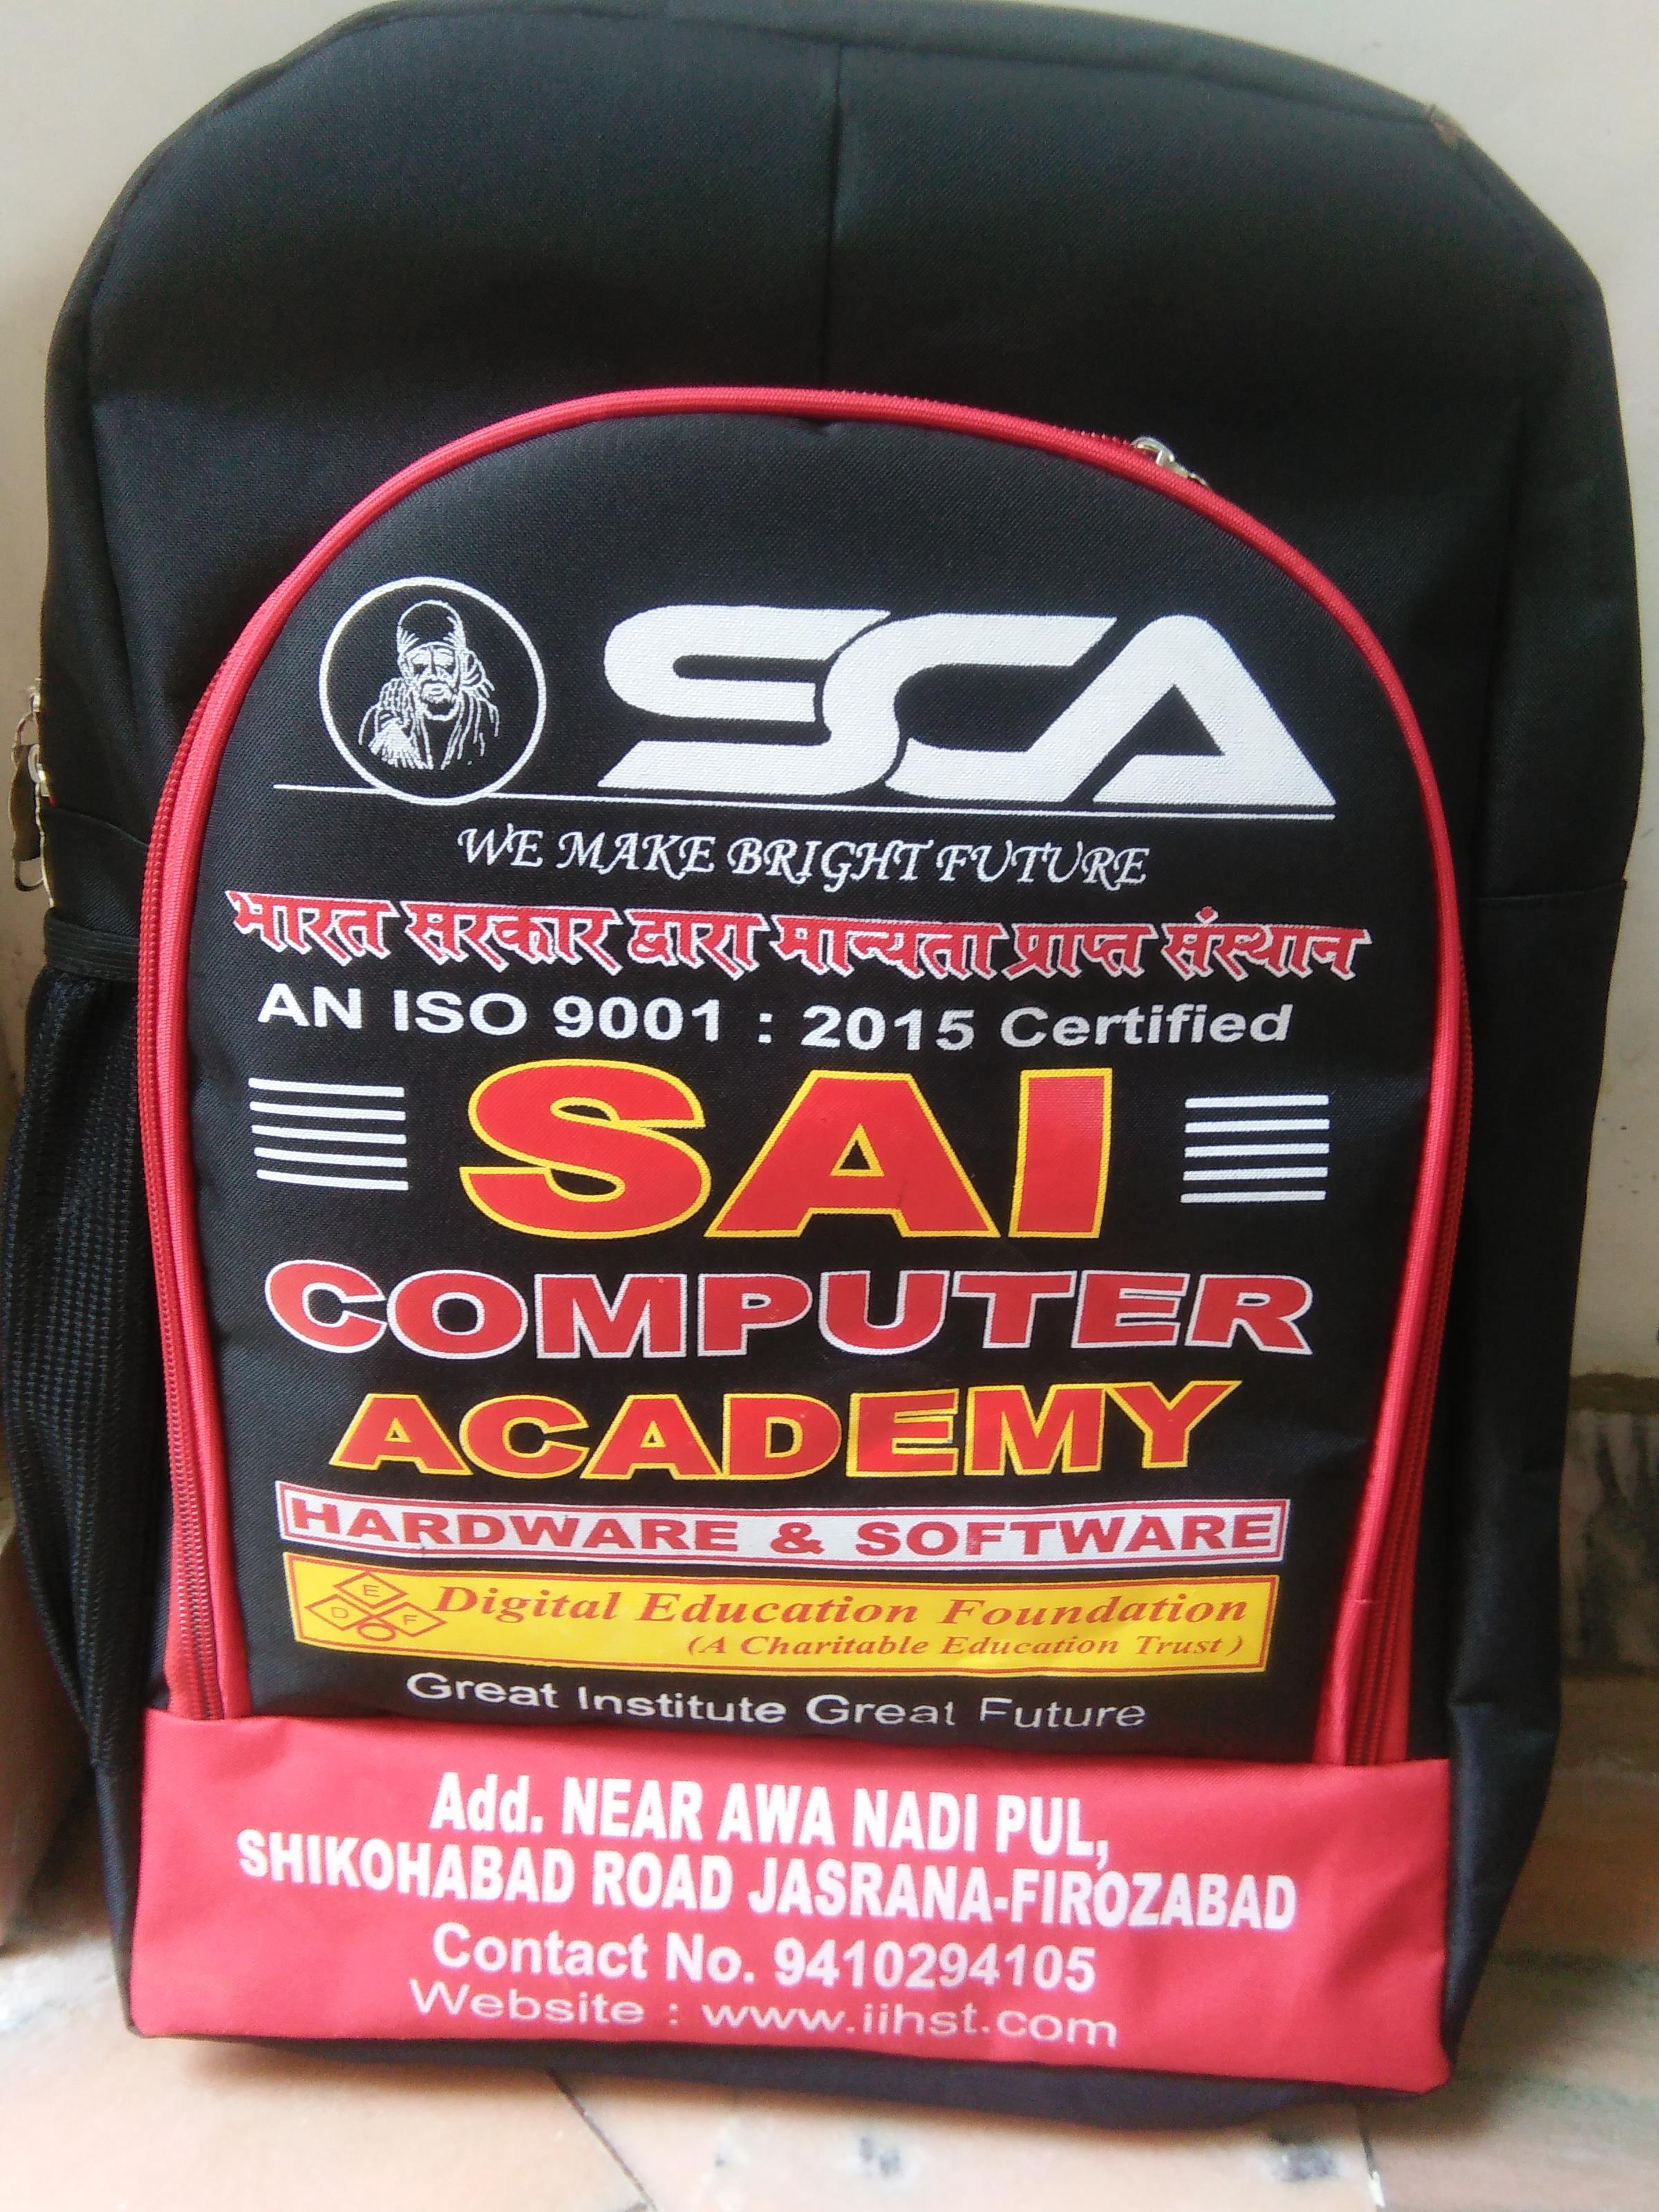 SCA
WE MAKE BRIGHT FUTURE
भारत सरकार द्वारा मान्यता प्राप्त संस्थान
AN ISO 9001 : 2015 Certified
SAI
COMPUTER
ACADEMY
HARDWARE & SOFTWARE
E
D F
Digital Education Foundation
(A Charitable Education Trust)
Great Institute Great Future
Add. NEAR AWA NADI PUL,
SHIKOHABAD ROAD JASRANA-FIROZABAD
Contact No. 9410294105
Website : www.iihst.com